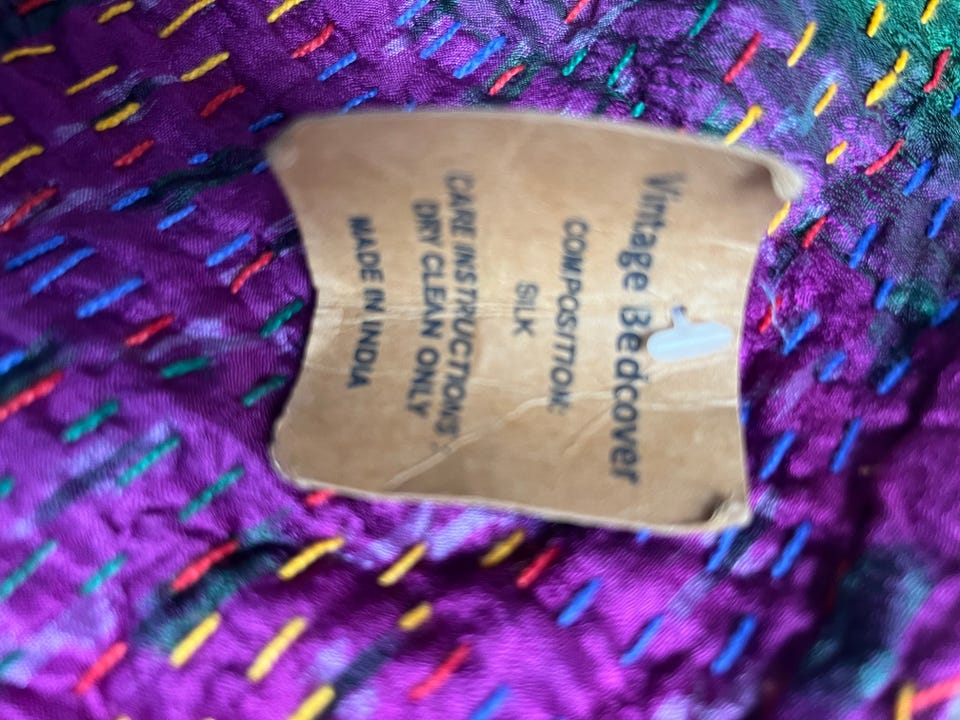 Vintage Bedcover
COMPOSITION:
SILK
CARE INSTRUCTIONS:
DRY CLEAN ONLY
MADE IN INDIA